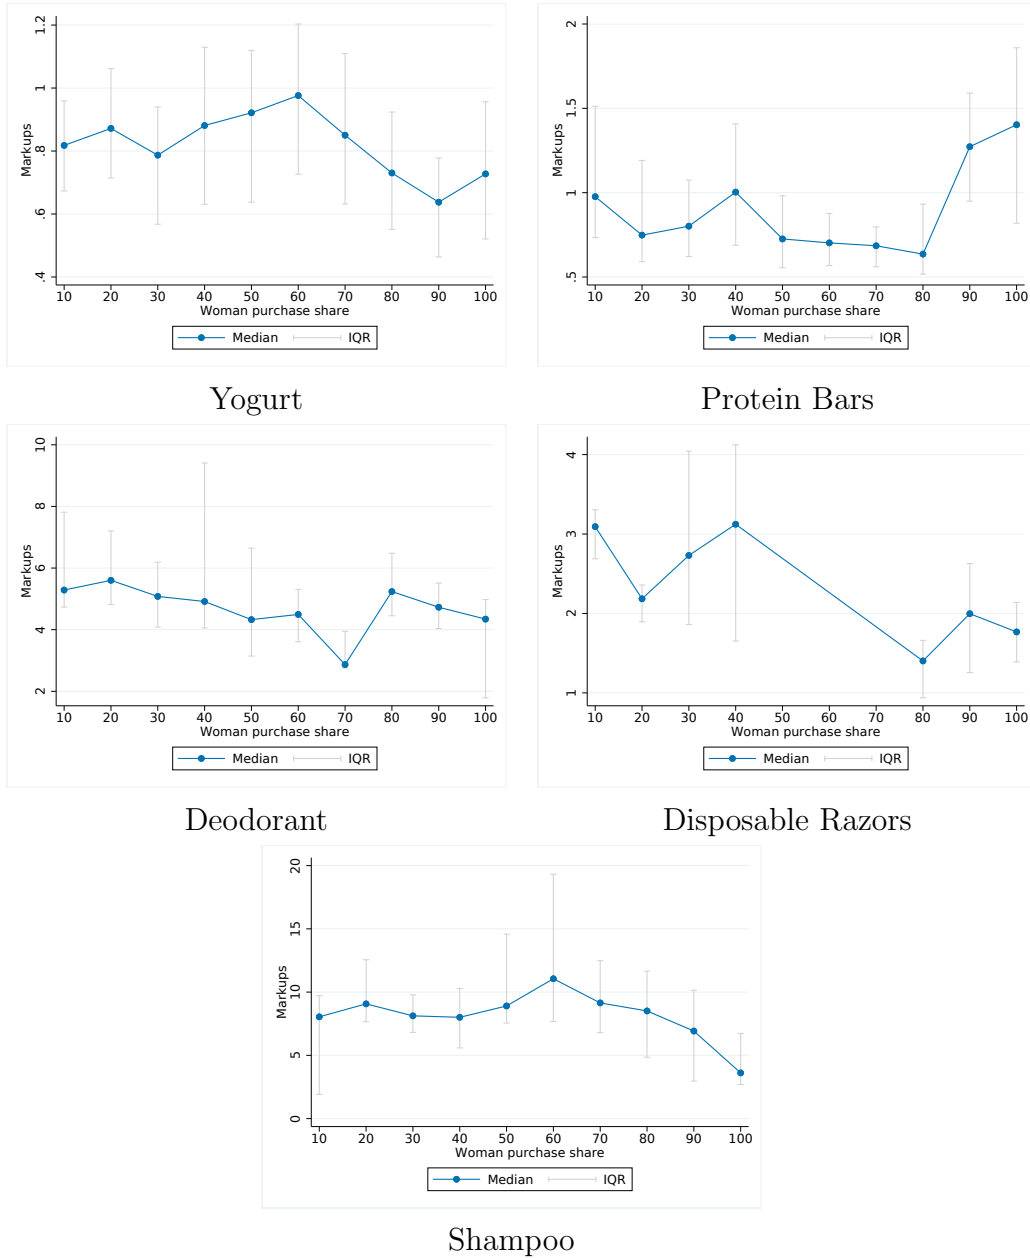 1.2
1
.8
.6
.4
Markups
10 20 30 40 50 60 70 80 90 100
Woman purchase share
Median IQR
Yogurt
2
1.5
1
.5
Markups
10 20 30 40 50 60 70 80 90 100
Woman purchase share
Median IQR
Protein Bars
10
8
6
4
2
Markups
10 20 30 40 50 60 70 80 90 100
Woman purchase share
Median IQR
Deodorant
4
3
2
1
Markups
10 20 30 40 50 60 70 80 90 100
Woman purchase share
Median IQR
Disposable Razors
20
15
10
5
0
Markups
10 20 30 40 50 60 70 80 90 100
Woman purchase share
Median IQR
Shampoo